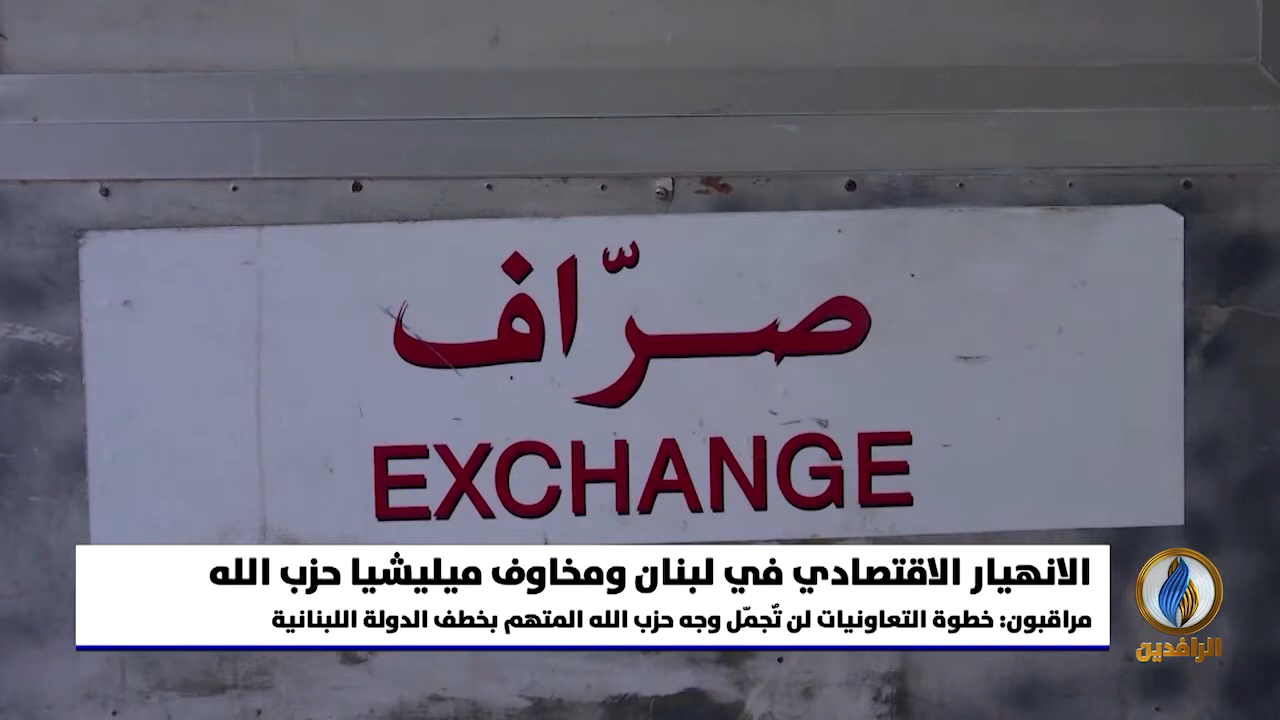 صرّاف
EXCHANGE
الانهيار الاقتصادي في لبنان ومخاوف ميليشيا حزب الله
مراقبون: خطوة التعاونيات لن تُجمّل وجه حزب الله المتهم بخطف الدولة اللبنانية
الرافدين